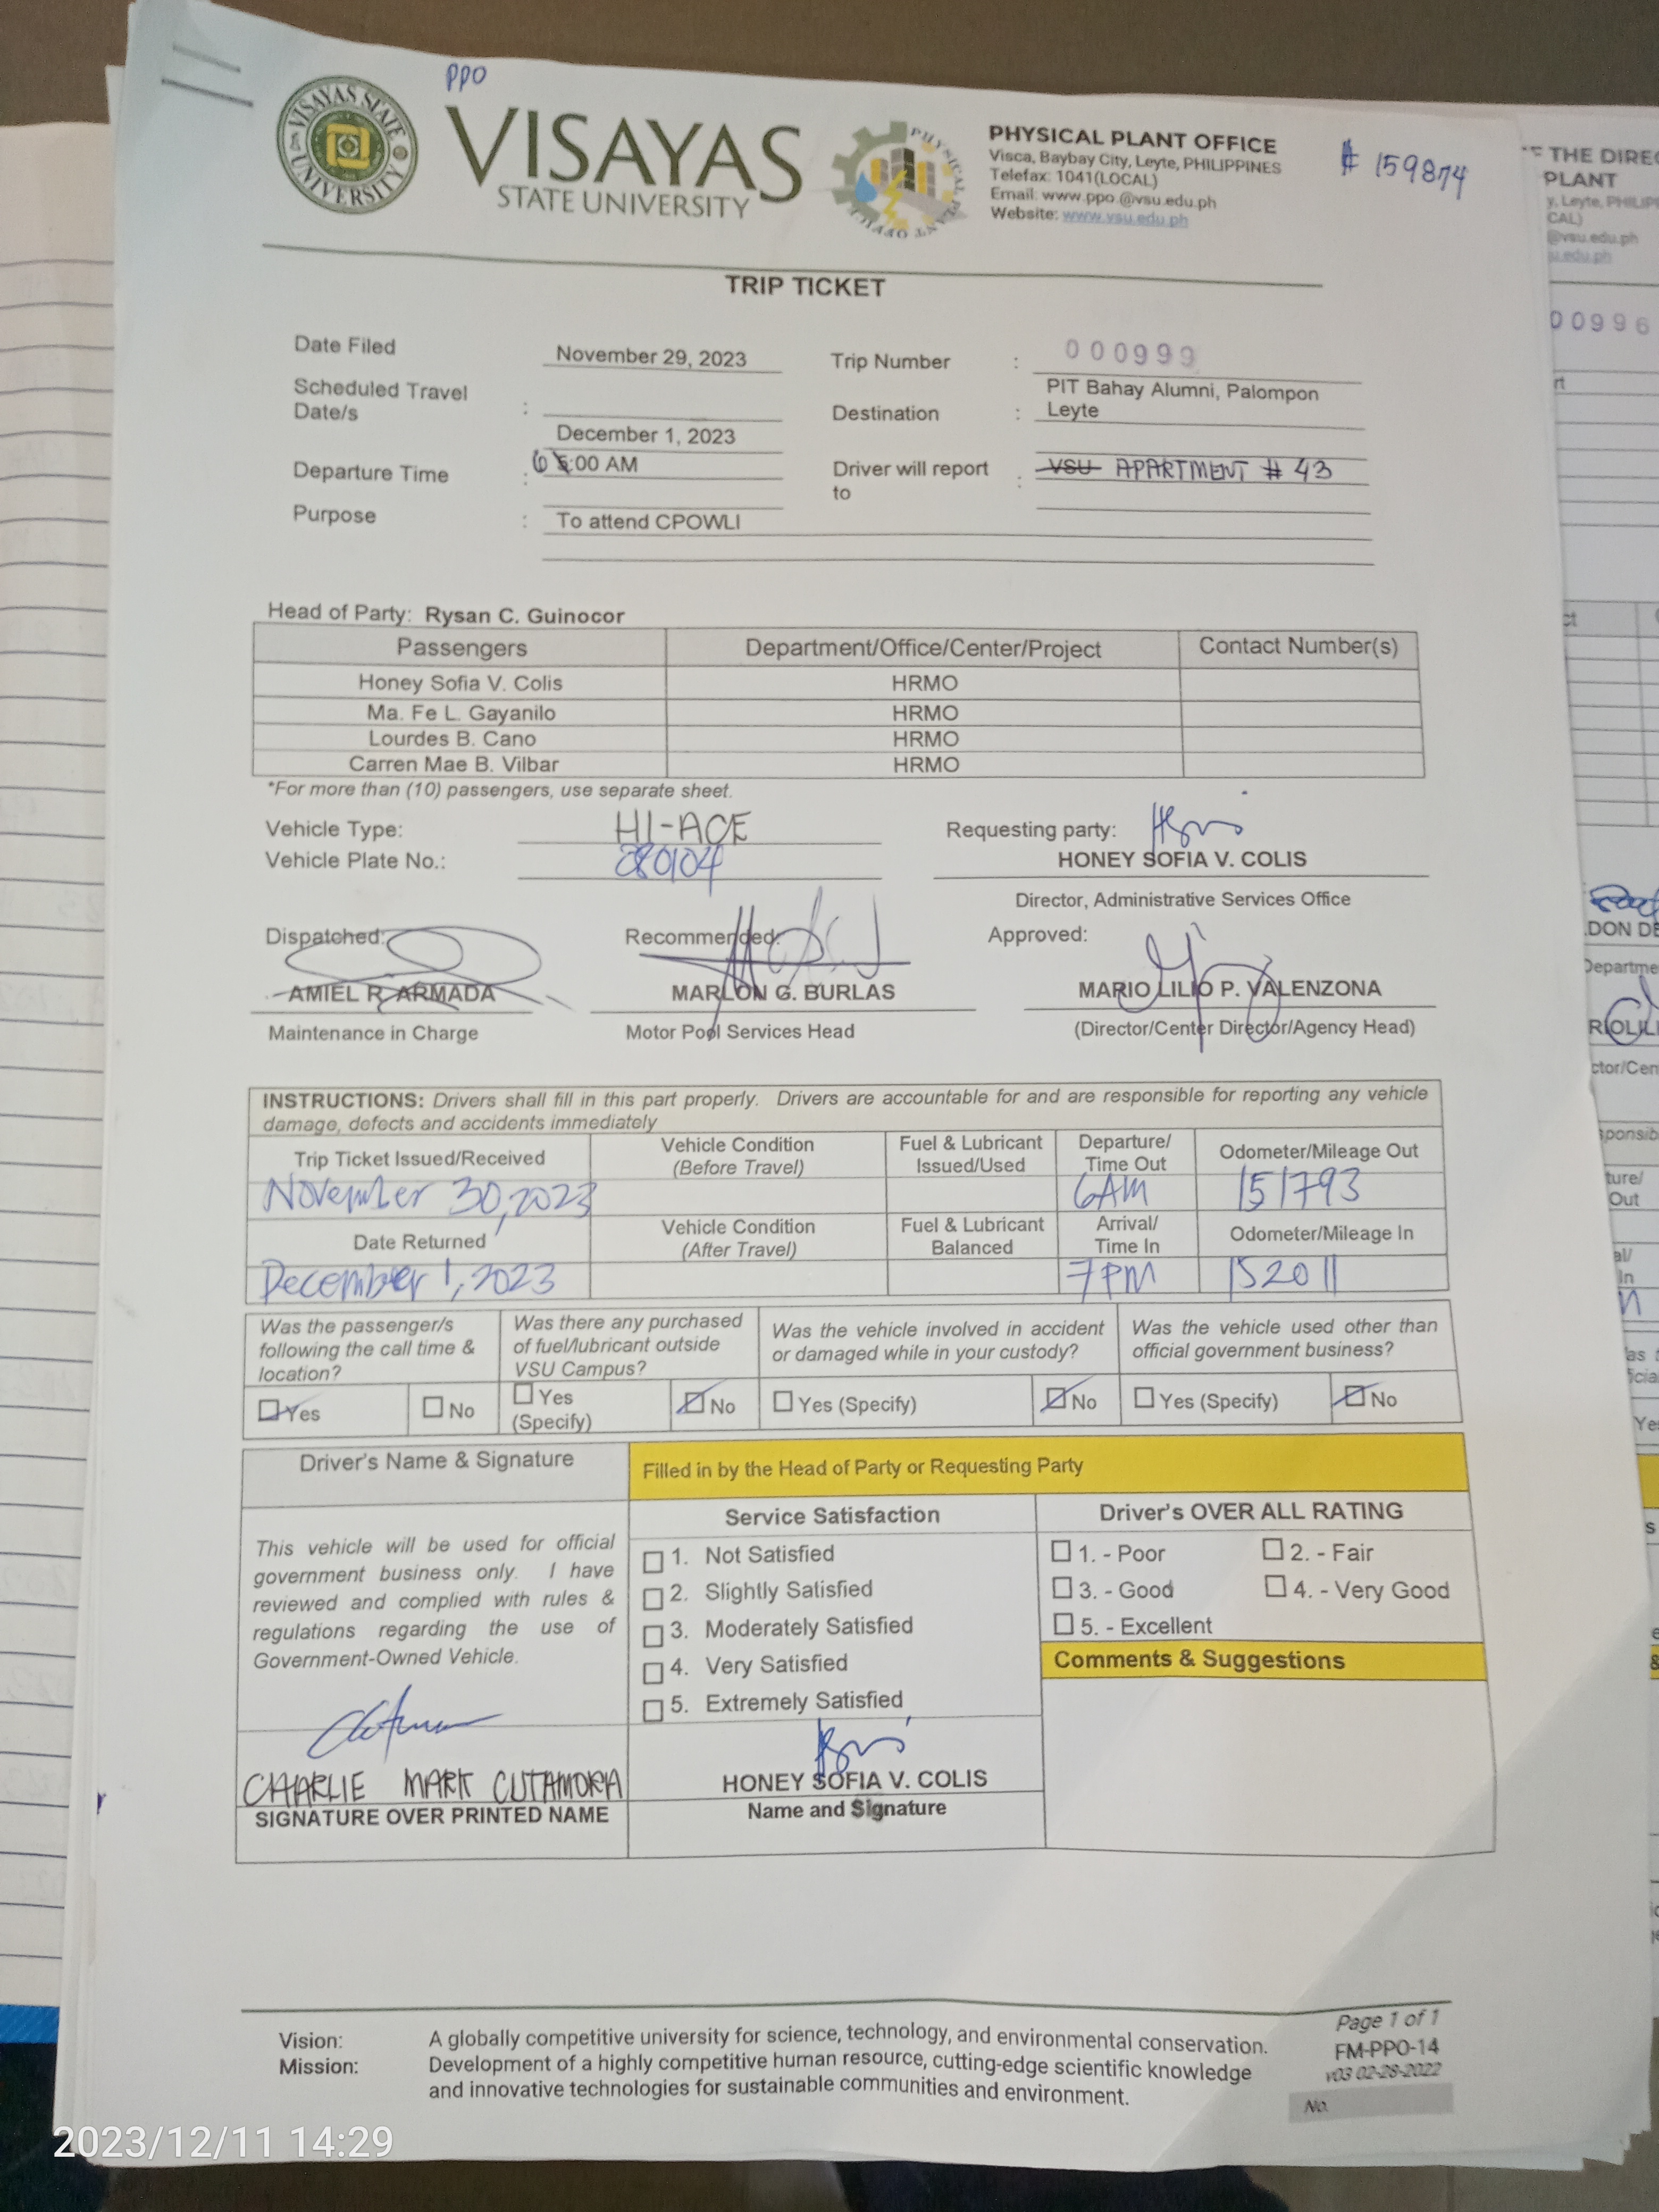 PPO
VISAYAS STATE UNIVERSITY
VISAYAS
STATE UNIVERSITY
PHYSICAL PLANT OFFICE
PHYSICAL PLANT OFFICE
Visca, Baybay City, Leyte, PHILIPPINES
Telefax: 1041(LOCAL)
Email: www.ppo.@vsu.edu.ph
Website: www.vsu.edu.ph
# 159874
TRIP TICKET
Date Filed November 29, 2023 Trip Number : 000999
Scheduled Travel Date/s : December 1, 2023 Destination : PIT Bahay Alumni, Palompon Leyte
Departure Time : 6 5:00 AM Driver will report to : VSU APARTMENT # 43
Purpose : To attend CPOWLI
Head of Party: Rysan C. Guinocor
Passengers Department/Office/Center/Project Contact Number(s)
Honey Sofia V. Colis HRMO
Ma. Fe L. Gayanilo HRMO
Lourdes B. Cano HRMO
Carren Mae B. Vilbar HRMO
*For more than (10) passengers, use separate sheet.
Vehicle Type: HI-ACE
Vehicle Plate No.: 280104
Requesting party:
HONEY SOFIA V. COLIS
Director, Administrative Services Office
Dispatched: Recommended: Approved:
AMIEL R. ARMADA MARLON G. BURLAS MARIO LILIO P. VALENZONA
Maintenance in Charge Motor Pool Services Head (Director/Center Director/Agency Head)
INSTRUCTIONS: Drivers shall fill in this part properly. Drivers are accountable for and are responsible for reporting any vehicle
damage, defects and accidents immediately
Trip Ticket Issued/Received Vehicle Condition (Before Travel) Fuel & Lubricant Issued/Used Departure/ Time Out Odometer/Mileage Out
November 30, 2023 6AM 151793
Date Returned Vehicle Condition (After Travel) Fuel & Lubricant Balanced Arrival/ Time In Odometer/Mileage In
December 1, 2023 7PM 152011
Was the passenger/s following the call time & location?
Yes No
Was there any purchased of fuel/lubricant outside VSU Campus?
Yes (Specify) No
Was the vehicle involved in accident or damaged while in your custody?
Yes (Specify) No
Was the vehicle used other than official government business?
Yes (Specify) No
Driver's Name & Signature
Filled in by the Head of Party or Requesting Party
This vehicle will be used for official
government business only. I have
reviewed and complied with rules &
regulations regarding the use of
Government-Owned Vehicle.
CHARLIE MARK CUTAMORA
SIGNATURE OVER PRINTED NAME
Service Satisfaction
1. Not Satisfied
2. Slightly Satisfied
3. Moderately Satisfied
4. Very Satisfied
5. Extremely Satisfied
HONEY SOFIA V. COLIS
Name and Signature
Driver's OVER ALL RATING
1. - Poor 2. - Fair
3. - Good 4. - Very Good
5. - Excellent
Comments & Suggestions
Vision: A globally competitive university for science, technology, and environmental conservation.
Mission: Development of a highly competitive human resource, cutting-edge scientific knowledge
and innovative technologies for sustainable communities and environment.
Page 1 of 1
FM-PPO-14
v03 02-28-2022
No.
2023/12/11 14:29
THE DIREC
PLANT
y, Leyte, PHILIP
CAL)
@vsu.edu.ph
u.edu.ph
00996